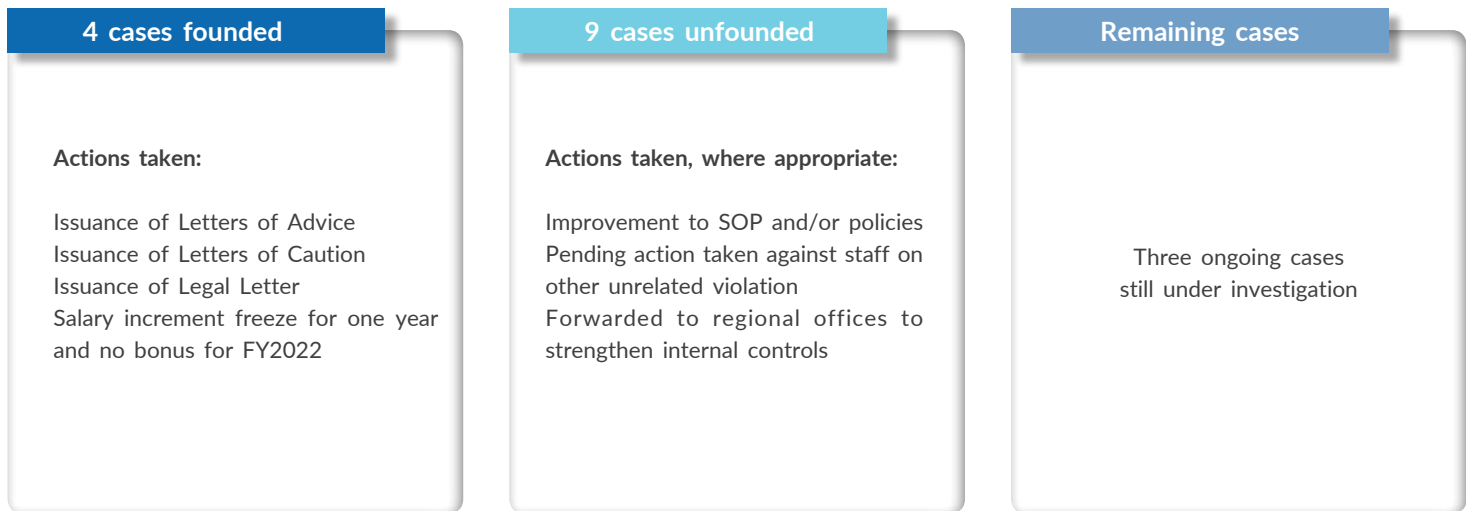 4 cases founded
Actions taken:
Issuance of Letters of Advice
Issuance of Letters of Caution
Issuance of Legal Letter
Salary increment freeze for one year
and no bonus for FY2022
9 cases unfounded
Actions taken, where appropriate:
Improvement to SOP and/or policies
Pending action taken against staff on
other unrelated violation
Forwarded to regional offices to
strengthen internal controls
Remaining cases
Three ongoing cases
still under investigation